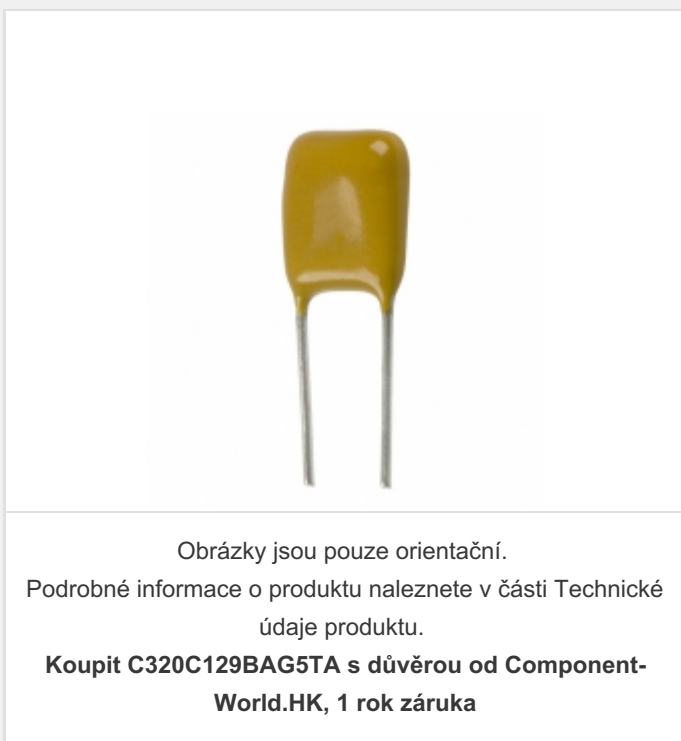 Obrázky jsou pouze orientační.
Podrobné informace o produktu naleznete v části Technické
údaje produktu.
Koupit C320C129BAG5TA s důvěrou od Component-
World.HK, 1 rok záruka